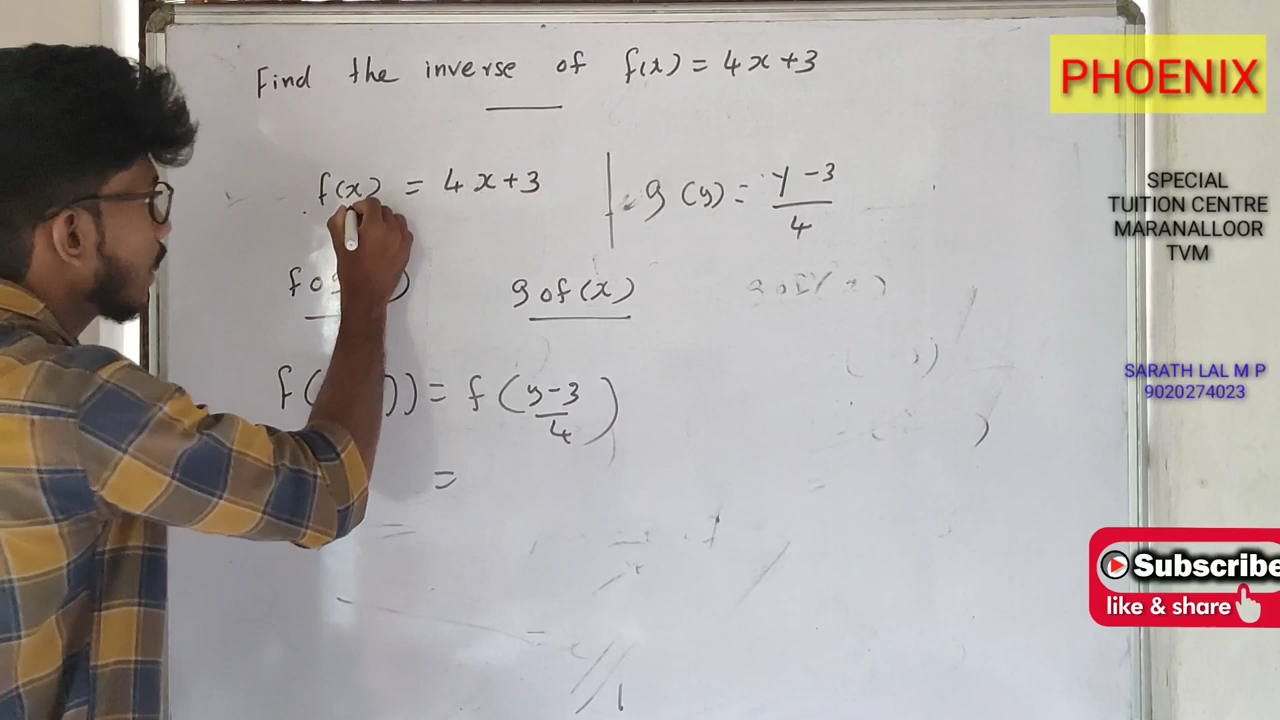 Find the inverse of f(x) = 4x+3
PHOENIX
f(x) = 4x+3
g(y) = y-3/4
SPECIAL
TUITION CENTRE
MARANALLOOR
TVM
gof(x)
SARATH LAL M P
9020274023
= f(y-3/4)
=
Subscribe
like & share